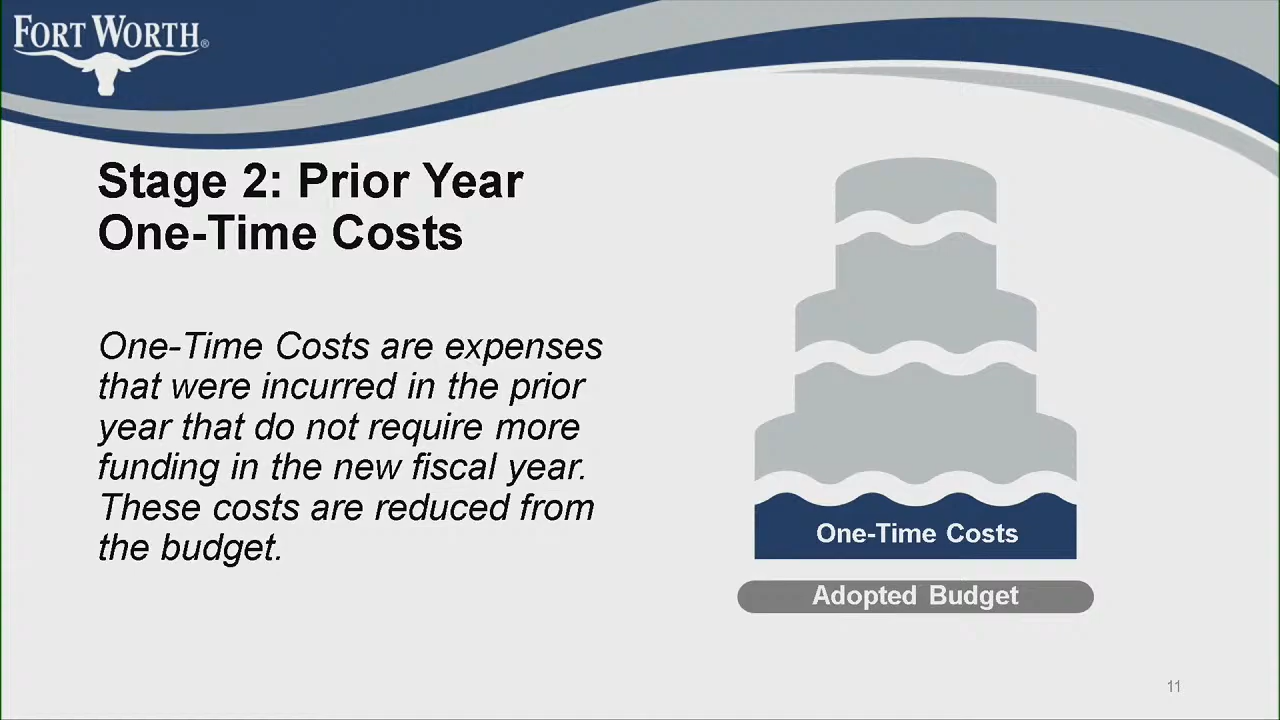 FORT WORTH®
Stage 2: Prior Year
One-Time Costs
One-Time Costs are expenses
that were incurred in the prior
year that do not require more
funding in the new fiscal year.
These costs are reduced from
the budget.
One-Time Costs
Adopted Budget
11